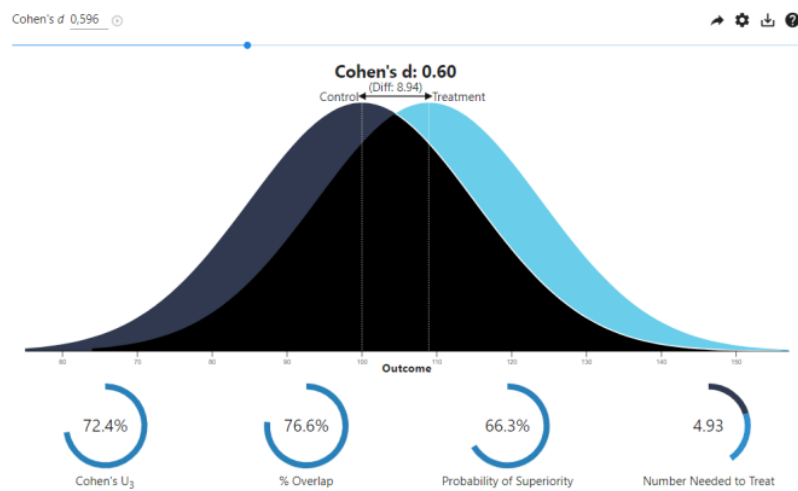 Cohen's d 0,596
Cohen's d: 0.60
(Diff: 8.94)
Control Treatment
60 70 80 90 100 110 120 130 140 150
Outcome
72.4% 76.6% 66.3% 4.93
Cohen's U3 % Overlap Probability of Superiority Number Needed to Treat